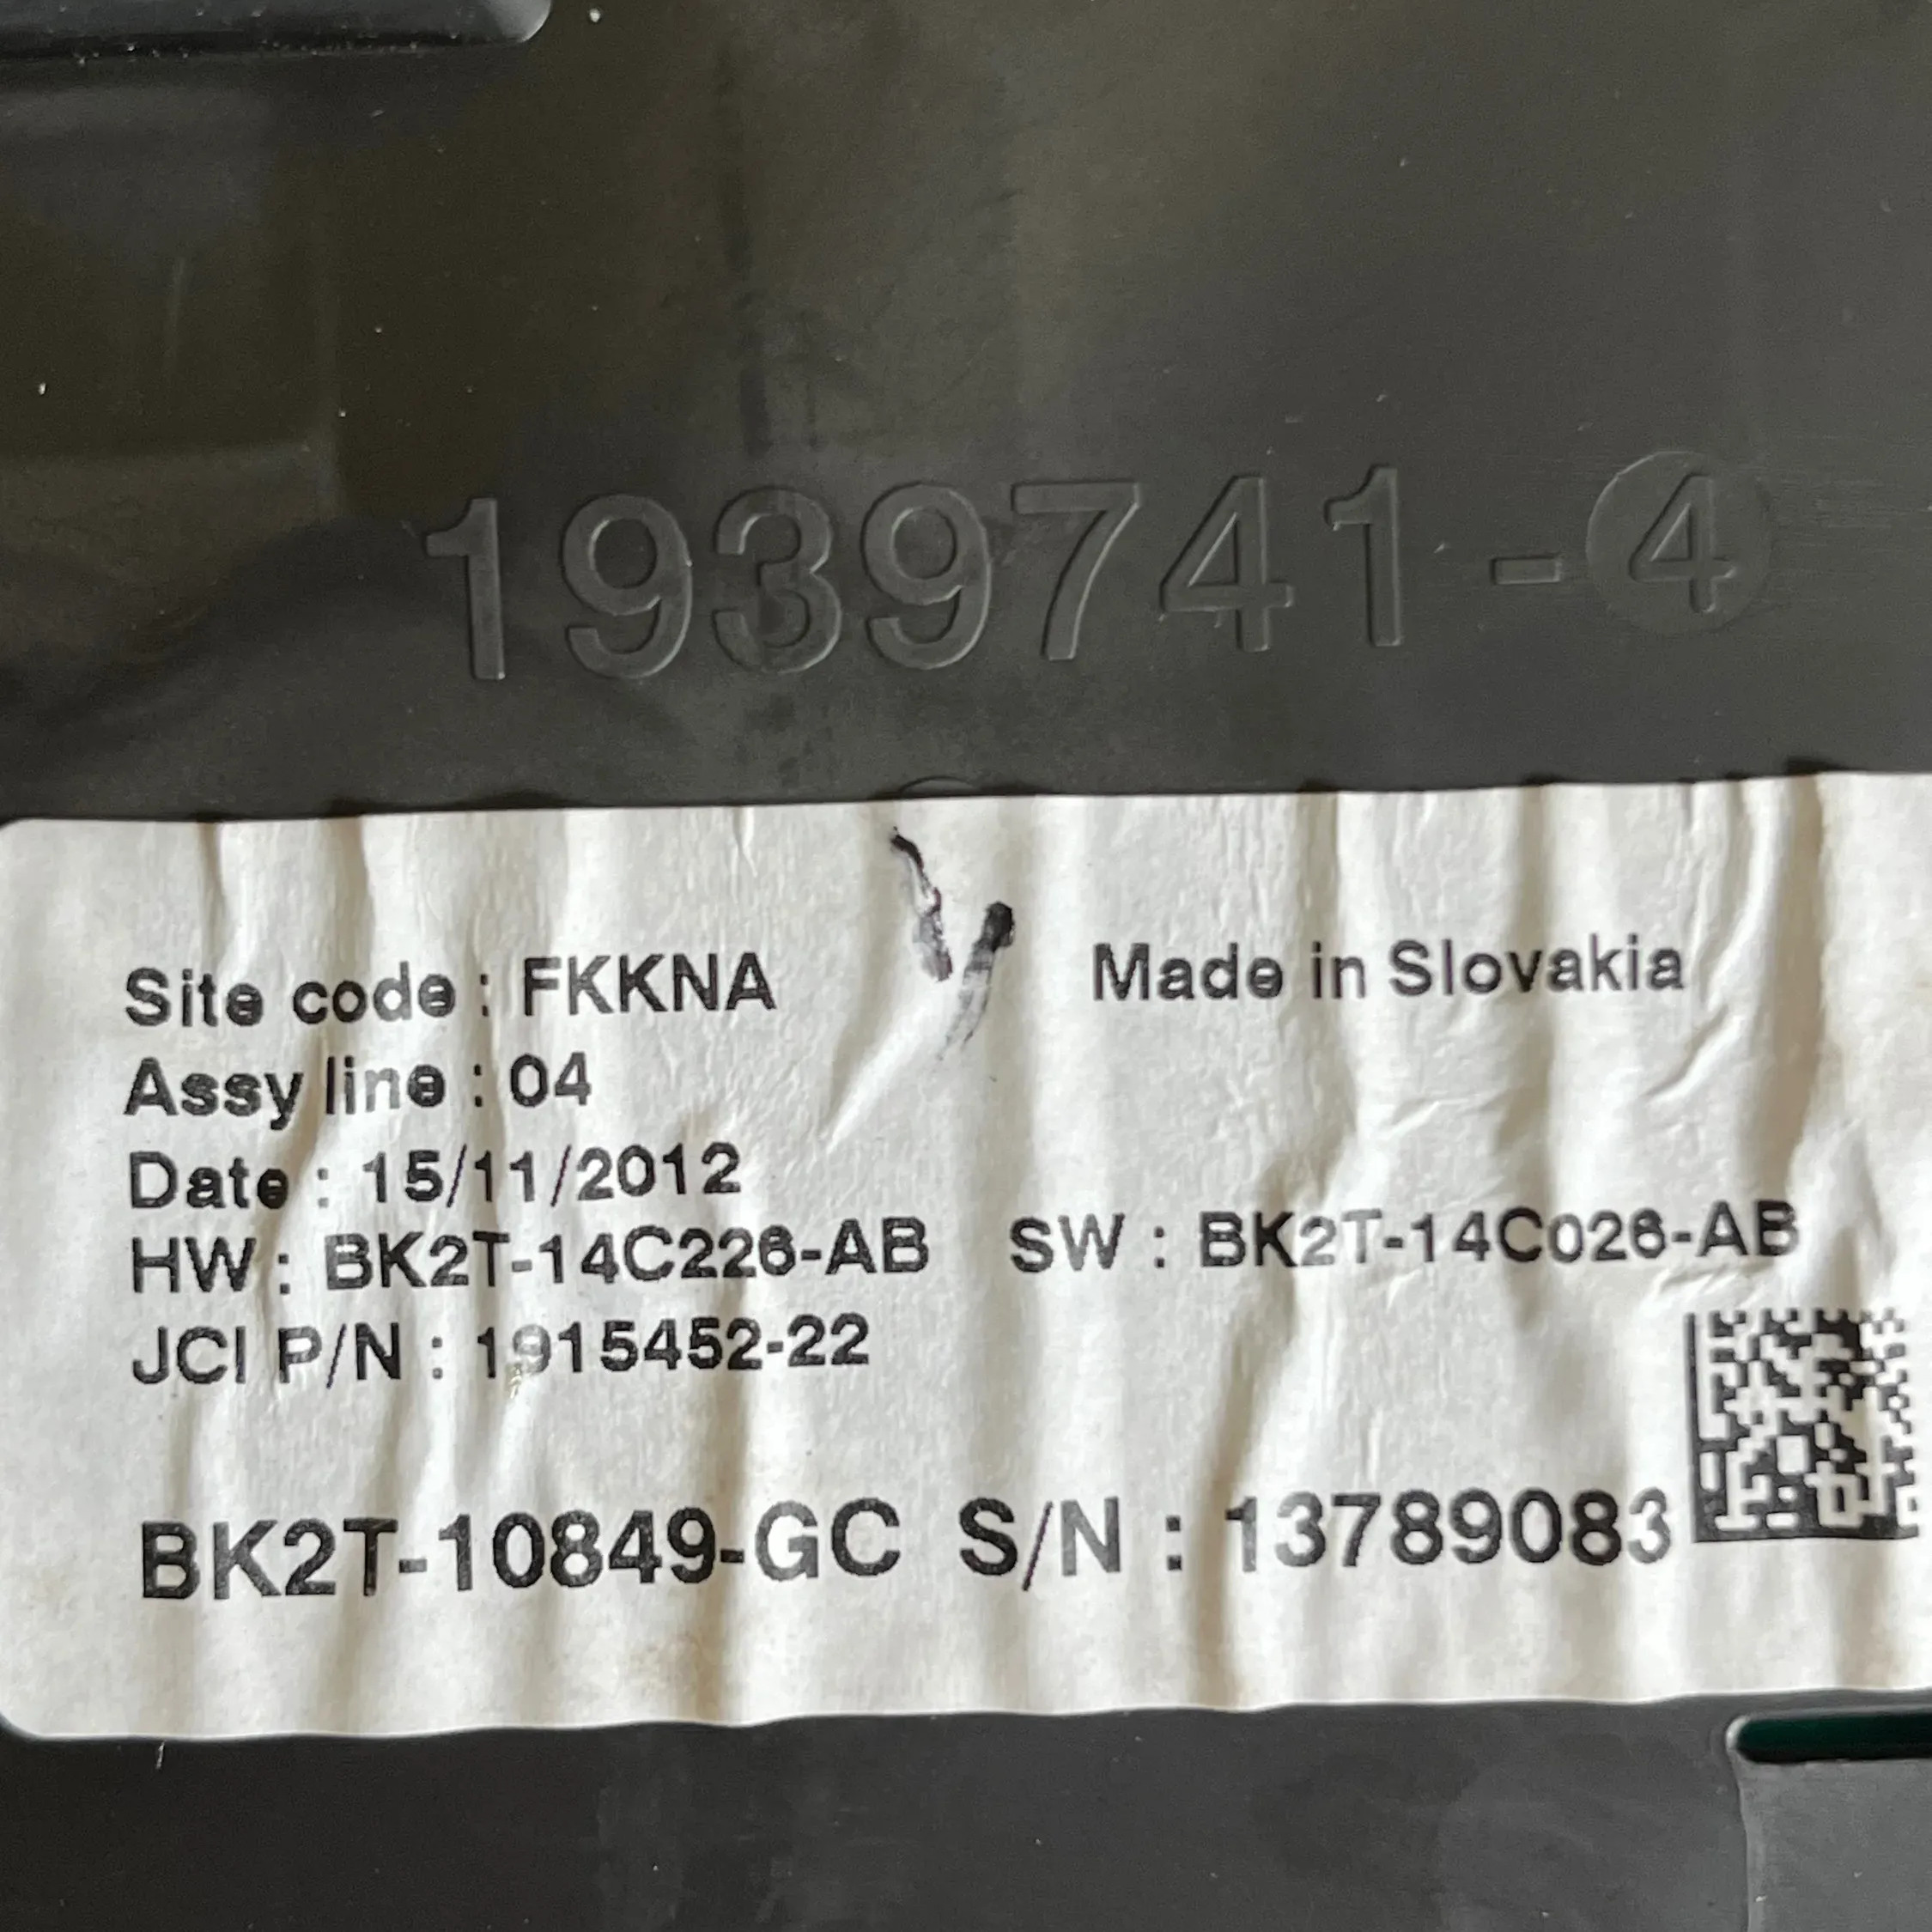 1939741-4
Site code : FKKNA Made in Slovakia
Assy line : 04
Date : 15/11/2012
HW : BK2T-14C226-AB SW : BK2T-14C026-AB
JCI P/N : 1915452-22
BK2T-10849-GC S/N : 13789083